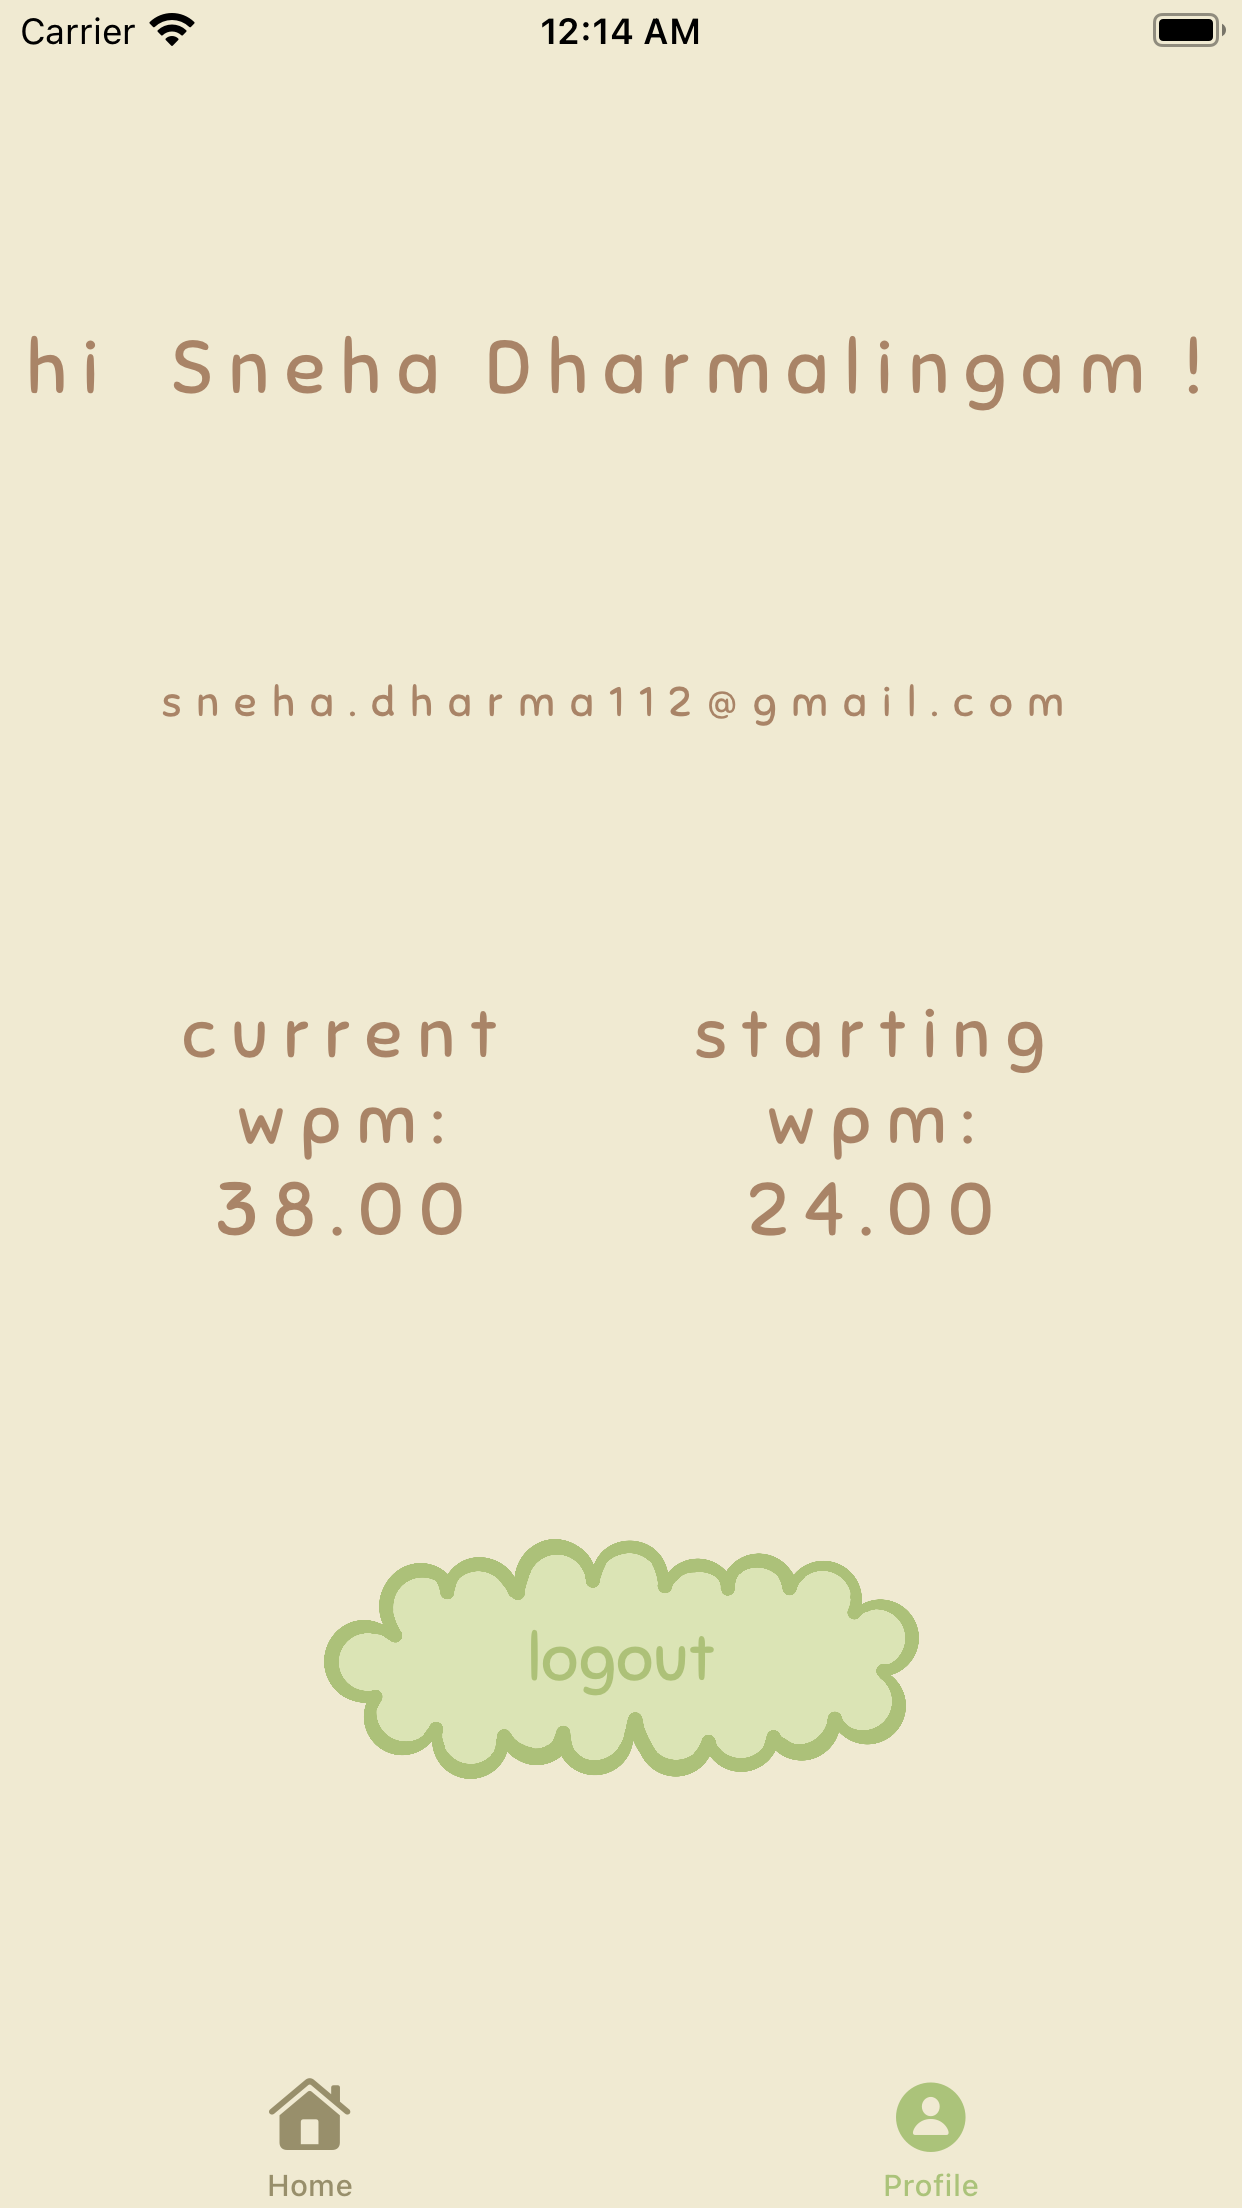 Carrier 12:14 AM
hi Sneha Dharmalingam !
sneha.dharma112@gmail.com
current
wpm:
38.00
starting
wpm:
24.00
logout
Home
Profile